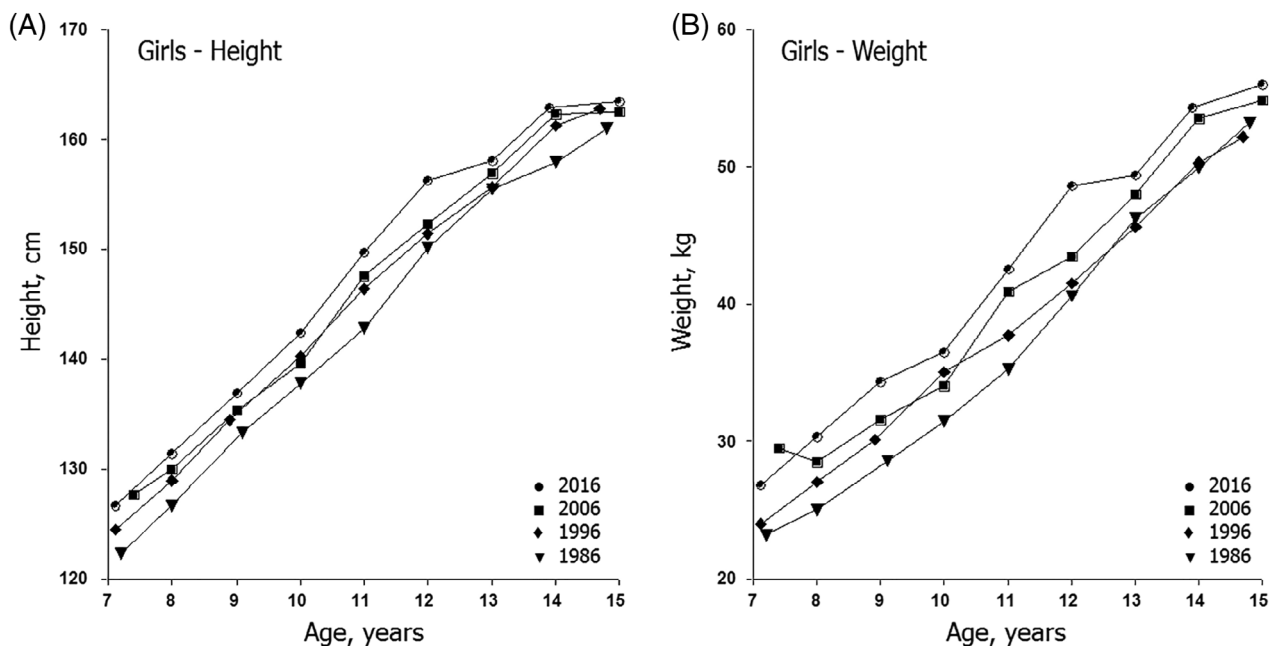 (A)
Girls - Height
Height, cm
170
160
150
140
130
120
7 8 9 10 11 12 13 14 15
Age, years
2016
2006
1996
1986
(B)
Girls - Weight
Weight, kg
60
50
40
30
20
7 8 9 10 11 12 13 14 15
Age, years
2016
2006
1996
1986